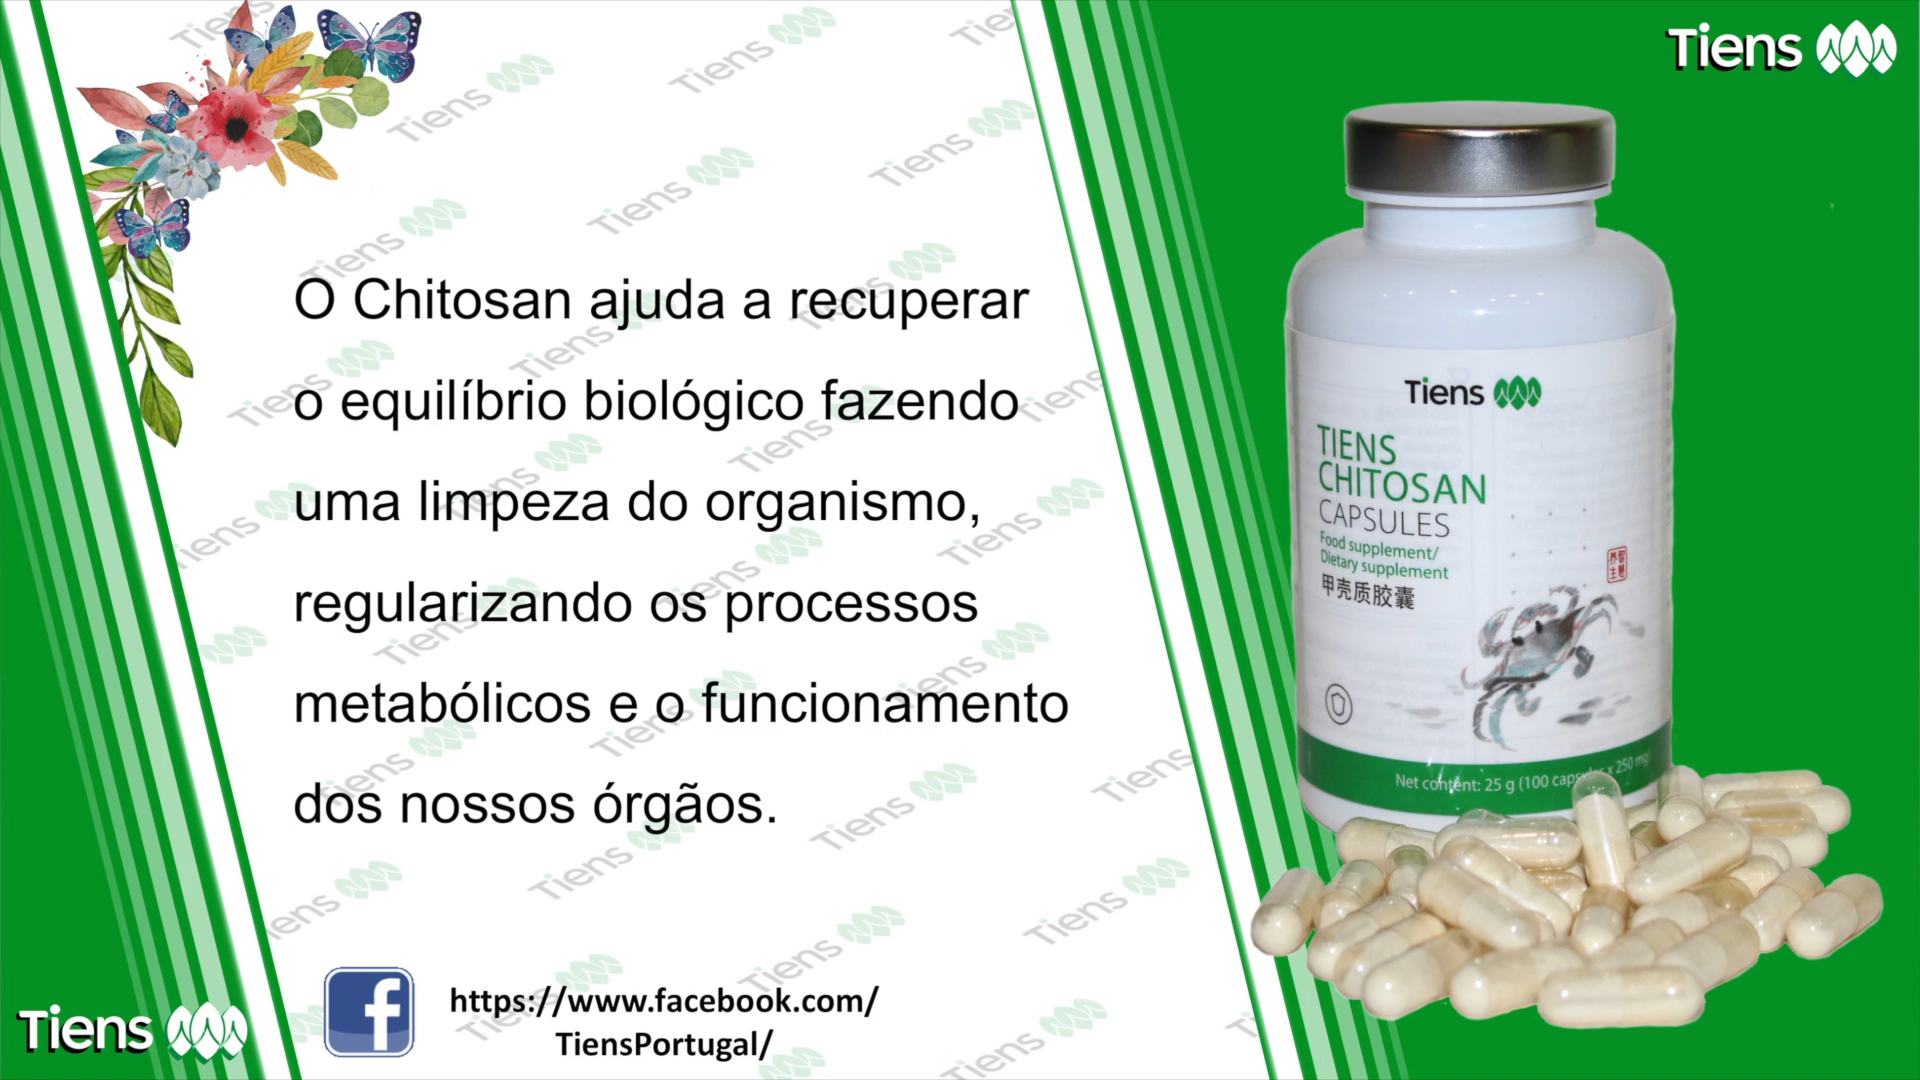 Tiens
O Chitosan ajuda a recuperar
o equilíbrio biológico fazendo
uma limpeza do organismo,
regularizando os processos
metabólicos e o funcionamento
dos nossos órgãos.
https://www.facebook.com/
TiensPortugal/
Tiens
Tiens
TIENS
CHITOSAN
CAPSULES
Food supplement/
Dietary supplement
甲壳质胶囊
Net content: 25 g (100 x 250 mg